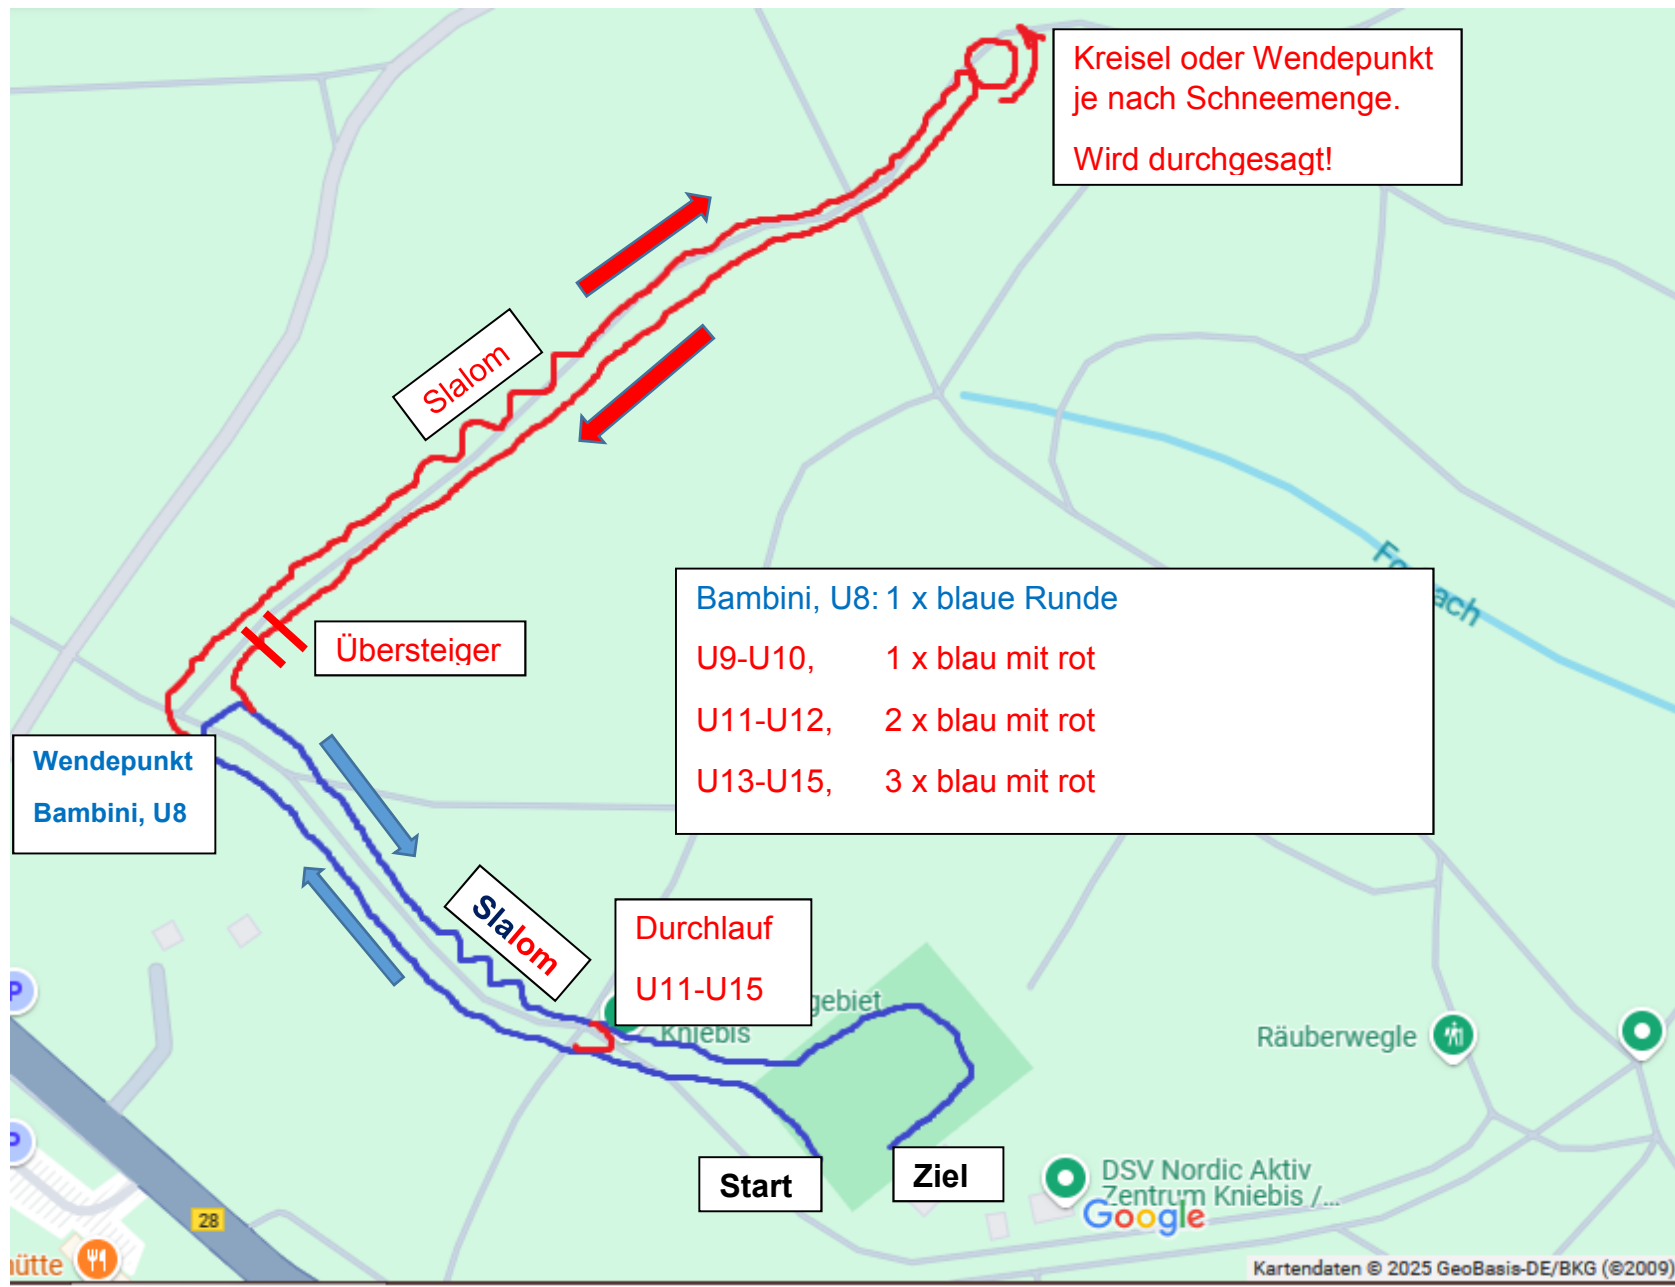 Kreisel oder Wendepunkt
je nach Schneemenge.
Wird durchgesagt!
Slalom
Übersteiger
Bambini, U8: 1 x blaue Runde
U9-U10, 1 x blau mit rot
U11-U12, 2 x blau mit rot
U13-U15, 3 x blau mit rot
Wendepunkt
Bambini, U8
Slalom
Durchlauf
U11-U15
gebiet
Kniebis
Räuberwegle
P
P
Start
Ziel
DSV Nordic Aktiv
Zentrum Kniebis /...
Google
28
ütte
Kartendaten © 2025 GeoBasis-DE/BKG (©2009)